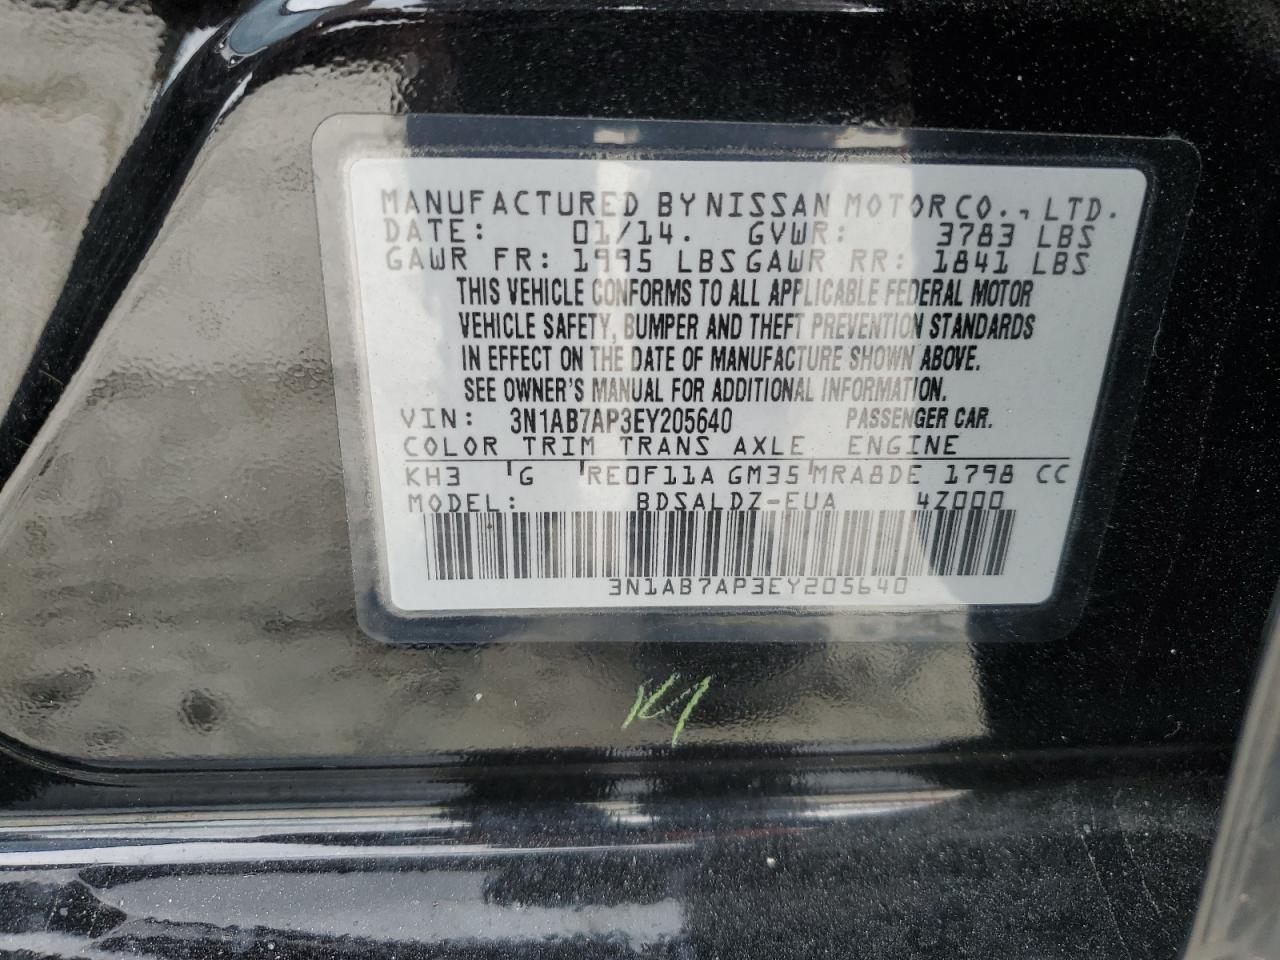 MANUFACTURED BY NISSAN MOTOR CO., LTD.
DATE: 01/14. GVWR: 3783 LBS
GAWR FR: 1995 LBS GAWR RR: 1841 LBS
THIS VEHICLE CONFORMS TO ALL APPLICABLE FEDERAL MOTOR
VEHICLE SAFETY, BUMPER AND THEFT PREVENTION STANDARDS
IN EFFECT ON THE DATE OF MANUFACTURE SHOWN ABOVE.
SEE OWNER'S MANUAL FOR ADDITIONAL INFORMATION.
VIN: 3N1AB7AP3EY205640 PASSENGER CAR.
COLOR TRIM TRANS AXLE ENGINE
KH3 G RE0F11A GM35 MRA8DE 1798 CC
MODEL: BDSALDZ-EUA 4Z000
3N1AB7AP3EY205640